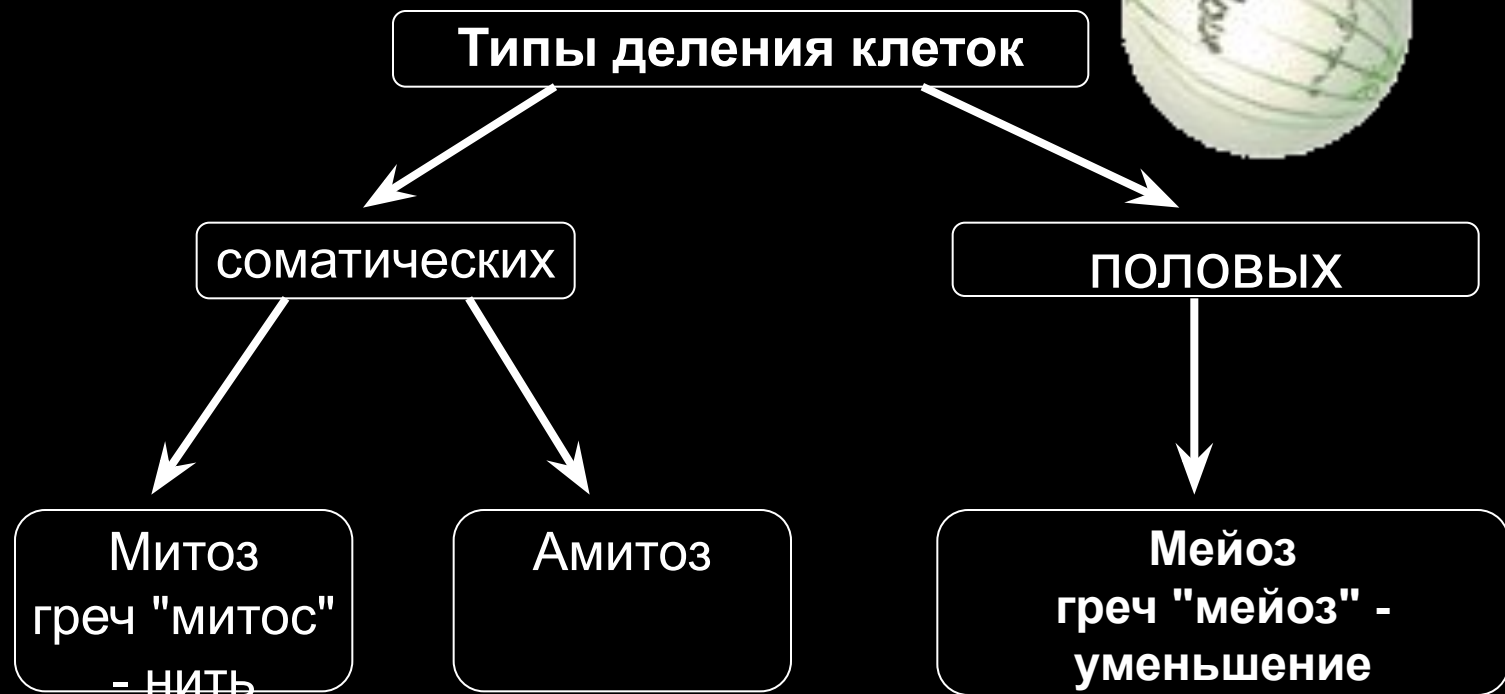 Типы деления клеток
соматических
половых
Митоз
греч "митос"
- нить
Амитоз
Мейоз
греч "мейоз" -
уменьшение